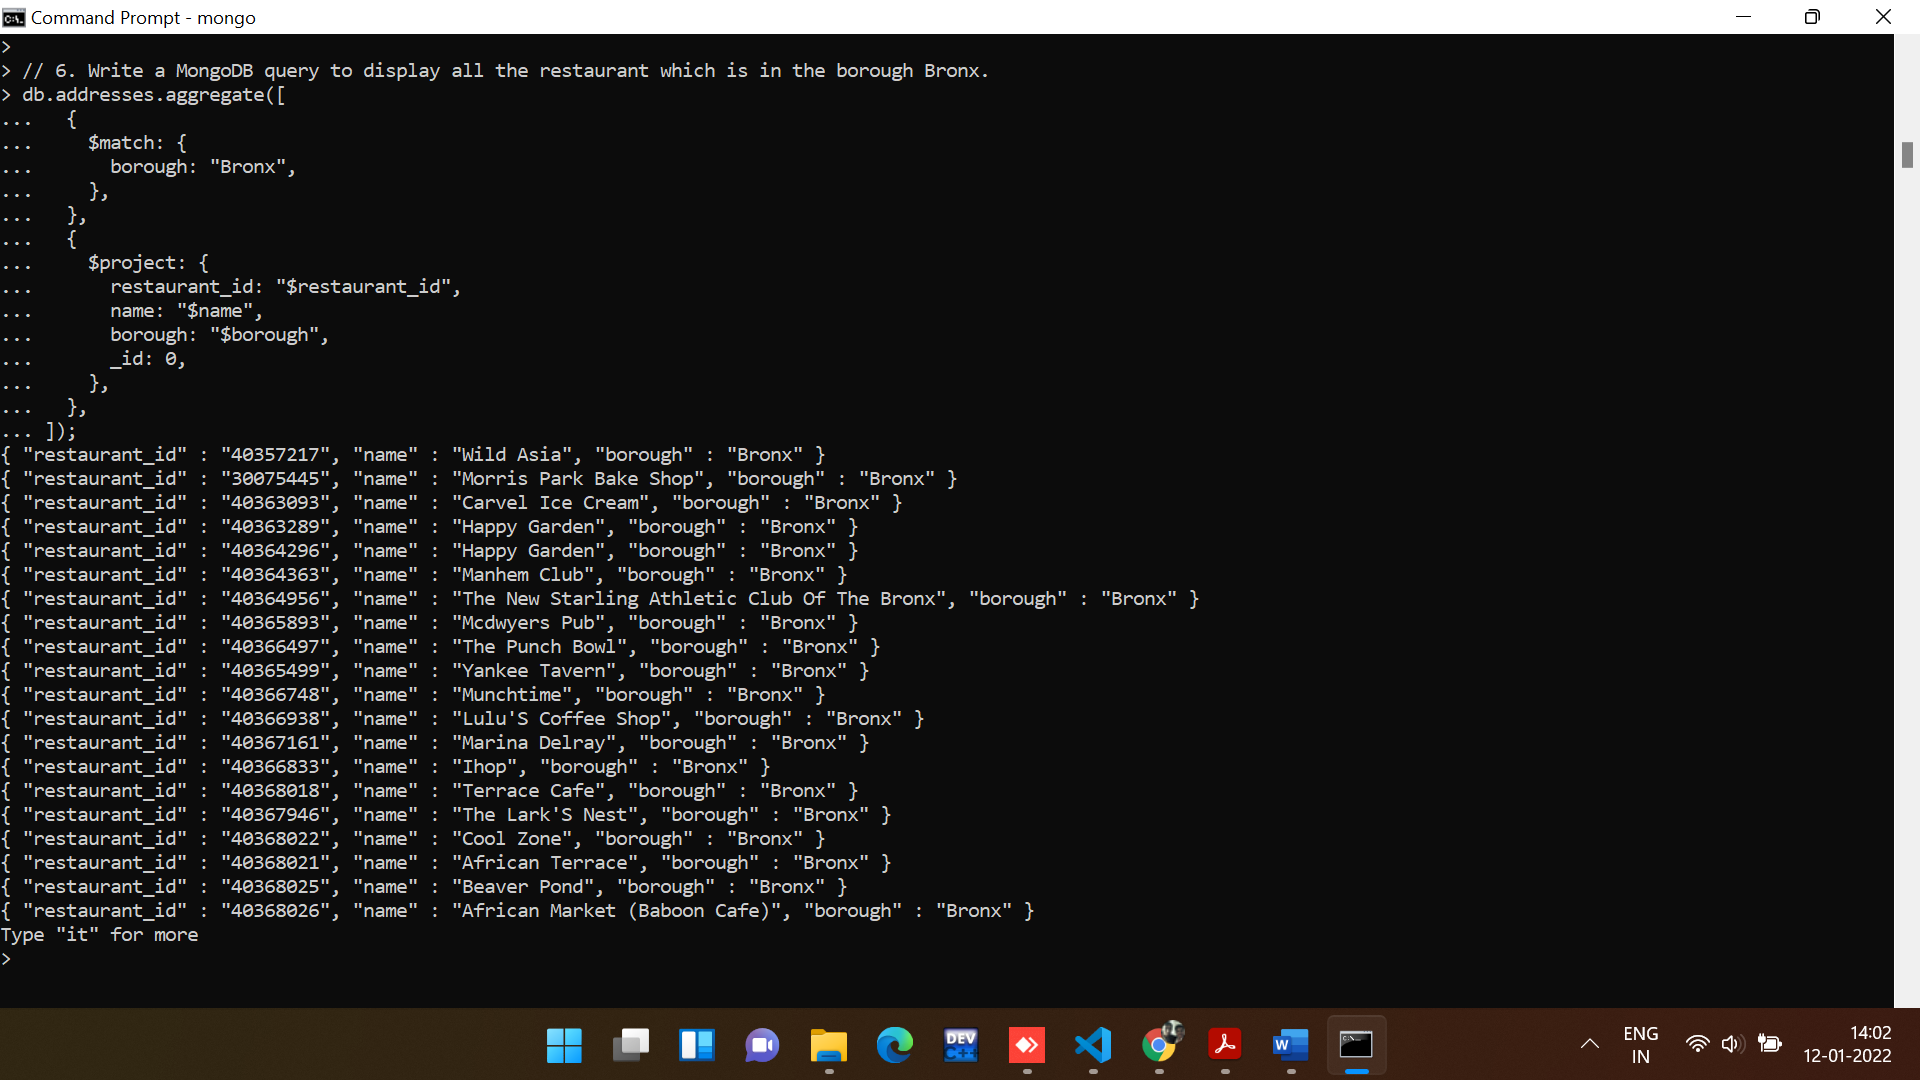 Command Prompt - mongo
>
> // 6. Write a MongoDB query to display all the restaurant which is in the borough Bronx.
> db.addresses.aggregate([
...   {
...     $match: {
...       borough: "Bronx",
...     },
...   },
...   {
...     $project: {
...       restaurant_id: "$restaurant_id",
...       name: "$name",
...       borough: "$borough",
...       _id: 0,
...     },
...   },
... ]);
{ "restaurant_id" : "40357217", "name" : "Wild Asia", "borough" : "Bronx" }
{ "restaurant_id" : "30075445", "name" : "Morris Park Bake Shop", "borough" : "Bronx" }
{ "restaurant_id" : "40363093", "name" : "Carvel Ice Cream", "borough" : "Bronx" }
{ "restaurant_id" : "40363289", "name" : "Happy Garden", "borough" : "Bronx" }
{ "restaurant_id" : "40364296", "name" : "Happy Garden", "borough" : "Bronx" }
{ "restaurant_id" : "40364363", "name" : "Manhem Club", "borough" : "Bronx" }
{ "restaurant_id" : "40364956", "name" : "The New Starling Athletic Club Of The Bronx", "borough" : "Bronx" }
{ "restaurant_id" : "40365893", "name" : "Mcdwyers Pub", "borough" : "Bronx" }
{ "restaurant_id" : "40366497", "name" : "The Punch Bowl", "borough" : "Bronx" }
{ "restaurant_id" : "40365499", "name" : "Yankee Tavern", "borough" : "Bronx" }
{ "restaurant_id" : "40366748", "name" : "Munchtime", "borough" : "Bronx" }
{ "restaurant_id" : "40366938", "name" : "Lulu'S Coffee Shop", "borough" : "Bronx" }
{ "restaurant_id" : "40367161", "name" : "Marina Delray", "borough" : "Bronx" }
{ "restaurant_id" : "40366833", "name" : "Ihop", "borough" : "Bronx" }
{ "restaurant_id" : "40368018", "name" : "Terrace Cafe", "borough" : "Bronx" }
{ "restaurant_id" : "40367946", "name" : "The Lark'S Nest", "borough" : "Bronx" }
{ "restaurant_id" : "40368022", "name" : "Cool Zone", "borough" : "Bronx" }
{ "restaurant_id" : "40368021", "name" : "African Terrace", "borough" : "Bronx" }
{ "restaurant_id" : "40368025", "name" : "Beaver Pond", "borough" : "Bronx" }
{ "restaurant_id" : "40368026", "name" : "African Market (Baboon Cafe)", "borough" : "Bronx" }
Type "it" for more
>
DEV
C++
W
ENG
IN
14:02
12-01-2022